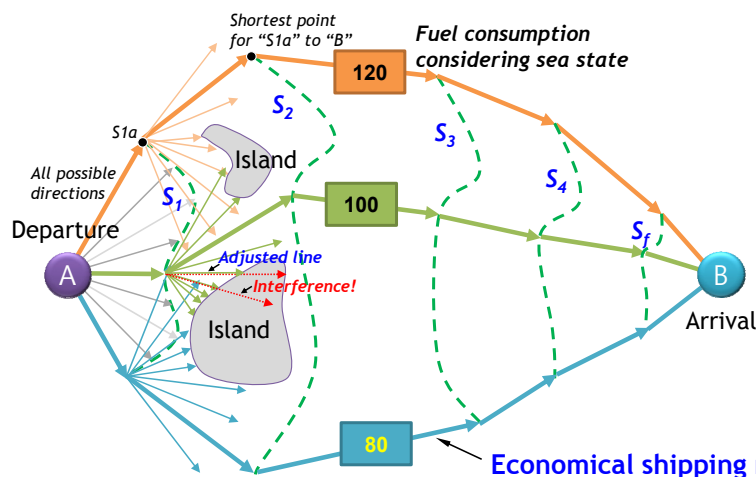 Shortest point
for “S1a” to “B”
Fuel consumption
considering sea state
120
S1a
S2
S3
S4
Island
All possible
directions
S1
Departure
100
Sf
A
Adjusted line
Interference!
B
Island
Arrival
80
Economical shipping